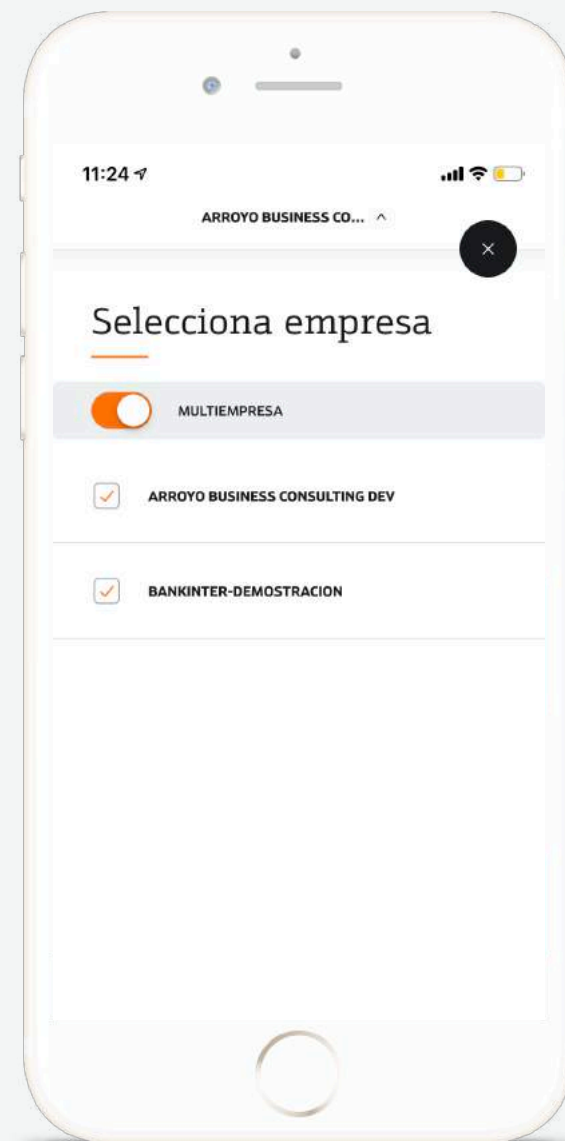 11:24
ARROYO BUSINESS CO...
Selecciona empresa
MULTIEMPRESA
ARROYO BUSINESS CONSULTING DEV
BANKINTER-DEMOSTRACION